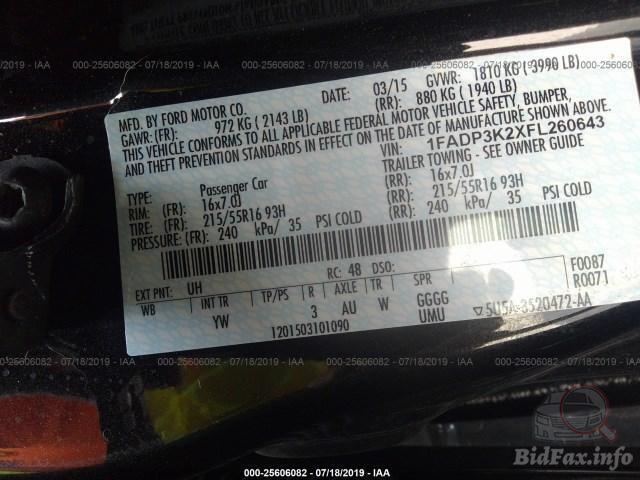 000-25606082 - 07/18/2019 - IAA 000-25606082 - 07/18/2019 - IAA 000-25606082 - 07/18/2019 - IAA
MFD. BY FORD MOTOR CO. 03/15 GVWR: 1810 KG ( 3990 LB)
GAWR: (FR): 972 KG ( 2143 LB) (RR): 880 KG ( 1940 LB)
THIS VEHICLE CONFORMS TO ALL APPLICABLE FEDERAL MOTOR VEHICLE SAFETY, BUMPER,
AND THEFT PREVENTION STANDARDS IN EFFECT ON THE DATE OF MANUFACTURE SHOWN ABOVE.
VIN: 1FADP3K2XFL260643
TYPE: Passenger Car TRAILER TOWING - SEE OWNER GUIDE
RIM: (FR): 16x7.0J (RR): 16x7.0J
TIRE: (FR): 215/55R16 93H (RR): 215/55R16 93H
PRESSURE: (FR): 240 kPa/ 35 PSI COLD (RR): 240 kPa/ 35 PSI COLD
EXT PNT: UH RC: 48 DSO: F0087
WB INT TR TP/PS R AXLE TR SPR R0071
YW 3 AU W GGGG
UMU ▽5U5A-3520472-AA
1201503101090
000-25606082 - 07/18/2019 - IAA 000-25606082 - 07/18/2019 - IAA 000-25606082 - 07/18/2019 - IAA
000-25606082 - 07/18/2019 - IAA
BidFax.info